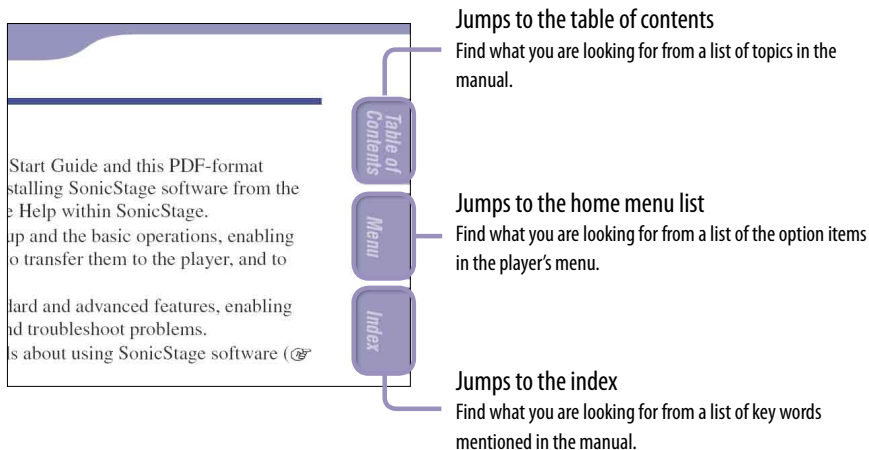 Jumps to the table of contents
Find what you are looking for from a list of topics in the
manual.
Table of
Contents
Start Guide and this PDF-format
stalling SonicStage software from the
e Help within SonicStage.
up and the basic operations, enabling
o transfer them to the player, and to
dard and advanced features, enabling
nd troubleshoot problems.
ls about using SonicStage software (☞
Menu
Jumps to the home menu list
Find what you are looking for from a list of the option items
in the player's menu.
Index
Jumps to the index
Find what you are looking for from a list of key words
mentioned in the manual.